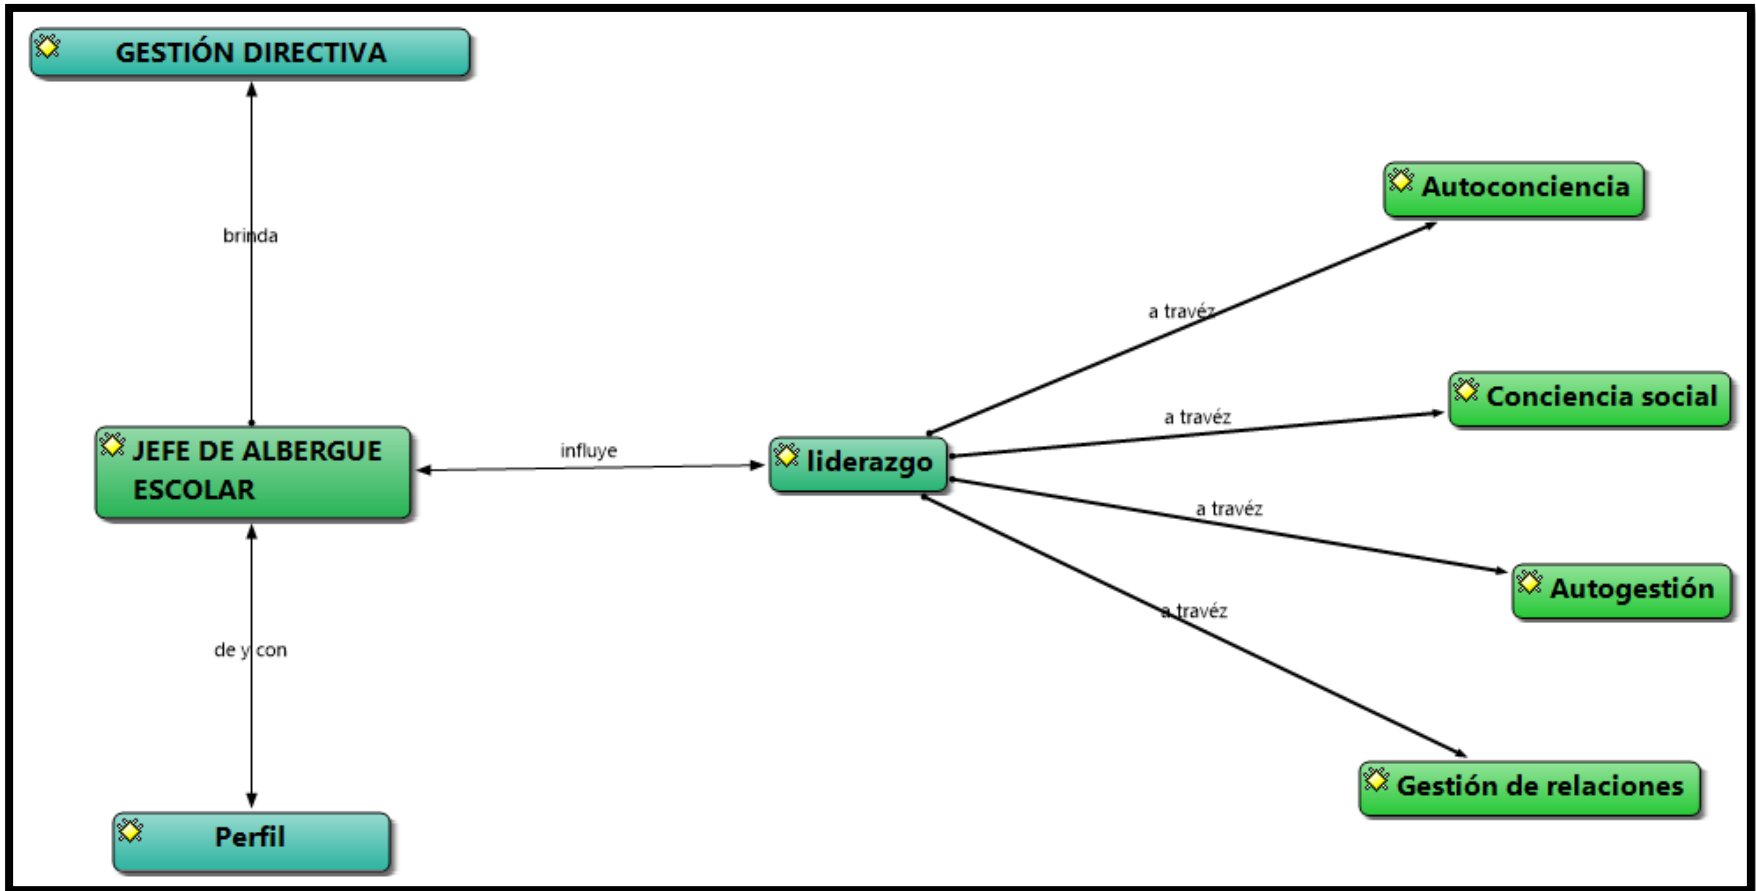 GESTIÓN DIRECTIVA
brinda
JEFE DE ALBERGUE
ESCOLAR
de y con
Perfil
influye
liderazgo
a travéz
Autoconciencia
a travéz
Conciencia social
a travéz
Autogestión
a travéz
Gestión de relaciones